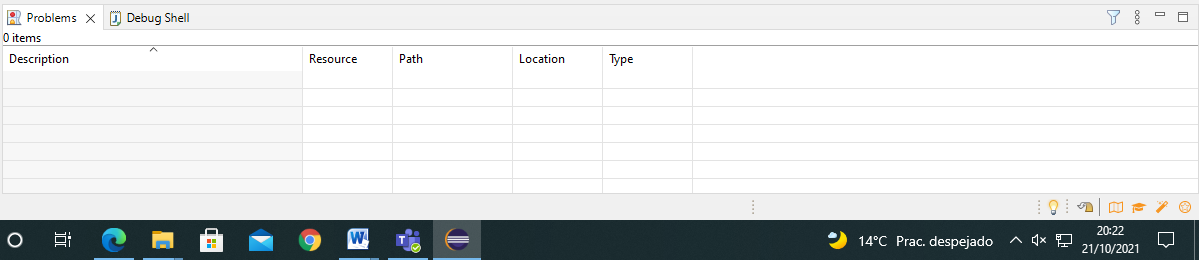 Problems Debug Shell
0 items
Description Resource Path Location Type
14°C Prac. despejado 20:22
21/10/2021